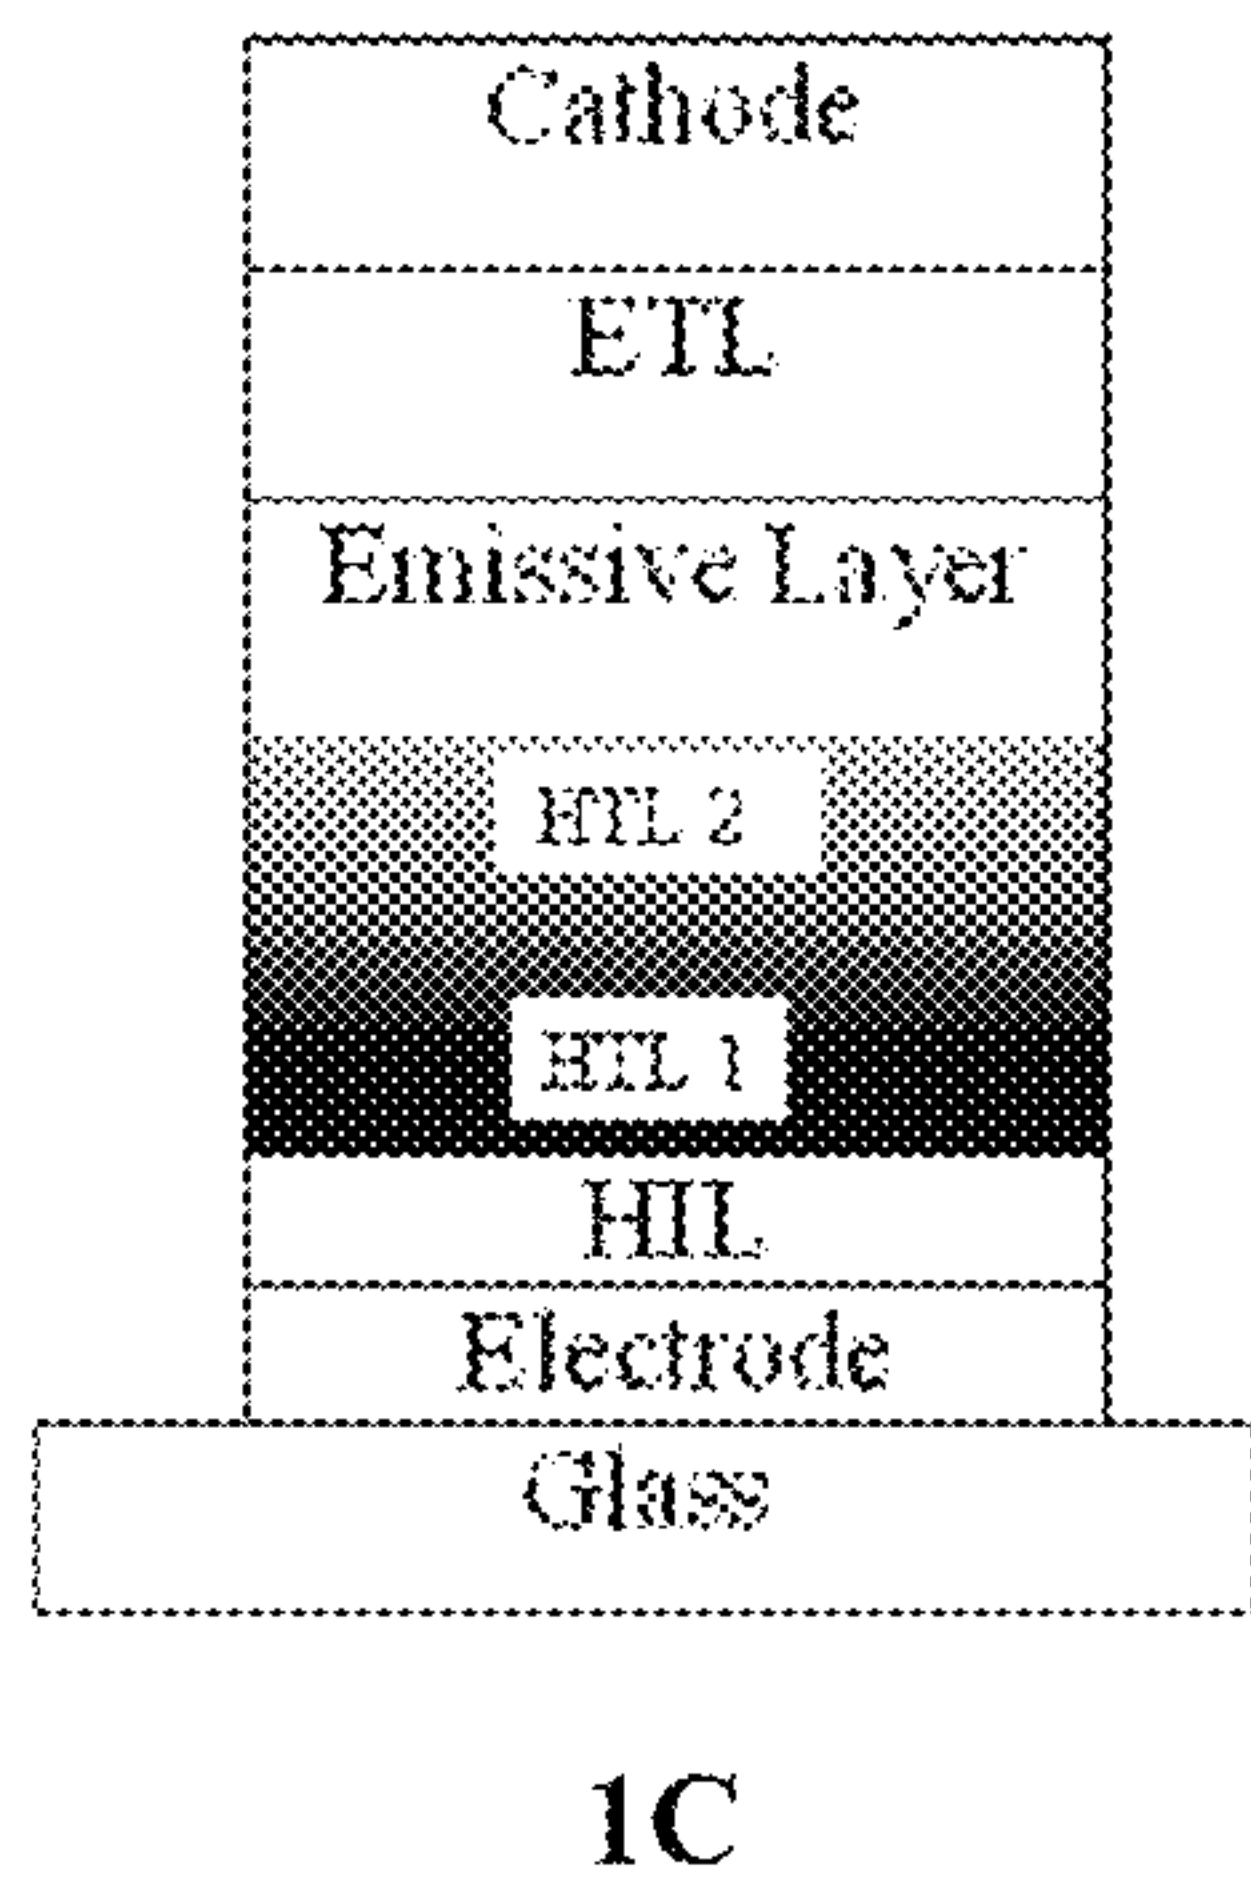 Cathode
ETL
Emissive Layer
HTL 2
HTL 1
HIL
Electrode
Glass
1C